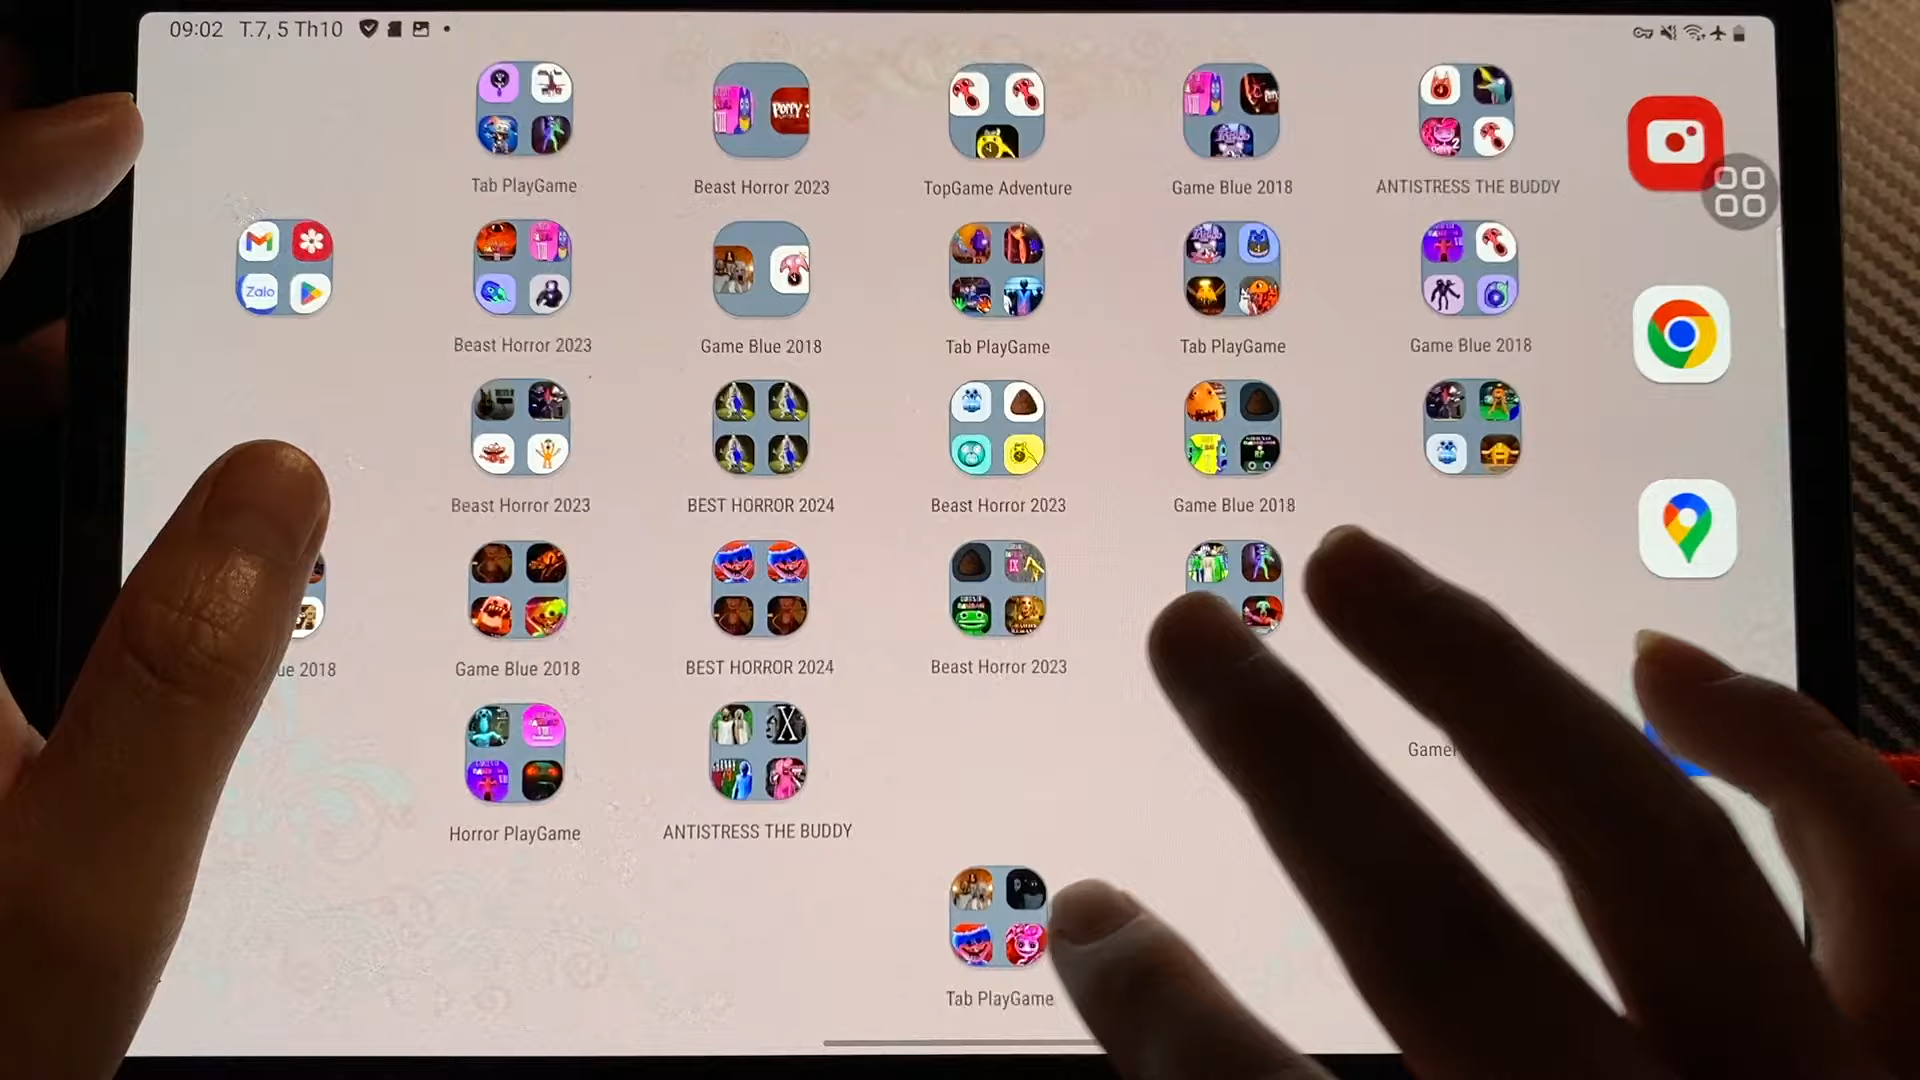 09:02 T.7, 5 Th10
Tab PlayGame
Beast Horror 2023
TopGame Adventure
Game Blue 2018
ANTISTRESS THE BUDDY
Zalo
Beast Horror 2023
Game Blue 2018
Tab PlayGame
Tab PlayGame
Game Blue 2018
Beast Horror 2023
BEST HORROR 2024
Beast Horror 2023
Game Blue 2018
ue 2018
Game Blue 2018
BEST HORROR 2024
Beast Horror 2023
Game
Horror PlayGame
ANTISTRESS THE BUDDY
Tab PlayGame